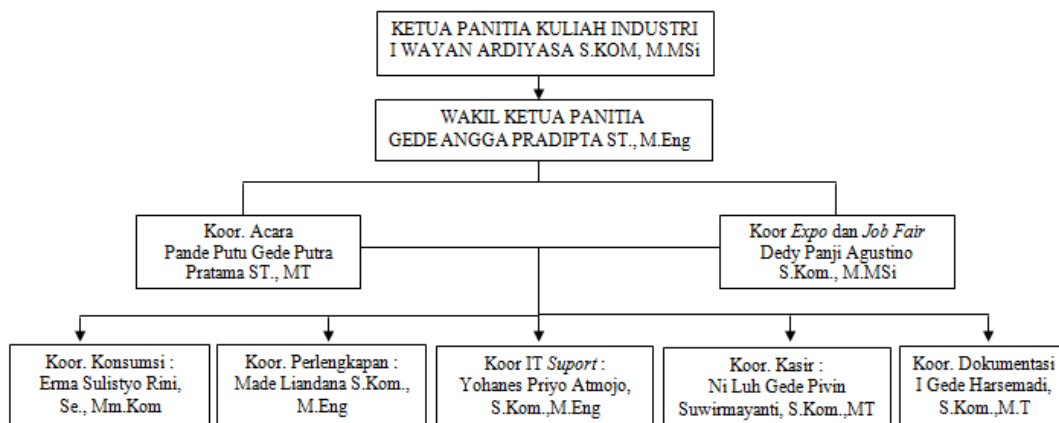 KETUA PANITIA KULIAH INDUSTRI
I WAYAN ARDIYASA S.KOM, M.MSi
WAKIL KETUA PANITIA
GEDE ANGGA PRADIPTA ST., M.Eng
Koor. Acara
Pande Putu Gede Putra
Pratama ST., MT
Koor Expo dan Job Fair
Dedy Panji Agustino
S.Kom., M.MSi
Koor. Konsumsi :
Erma Sulistyo Rini,
Se., Mm.Kom
Koor. Perlengkapan :
Made Liandana S.Kom.,
M.Eng
Koor IT Suport :
Yohanes Priyo Atmojo,
S.Kom.,M.Eng
Koor. Kasir :
Ni Luh Gede Pivin
Suwirmayanti, S.Kom.,MT
Koor. Dokumentasi
I Gede Harsemadi,
S.Kom.,M.T